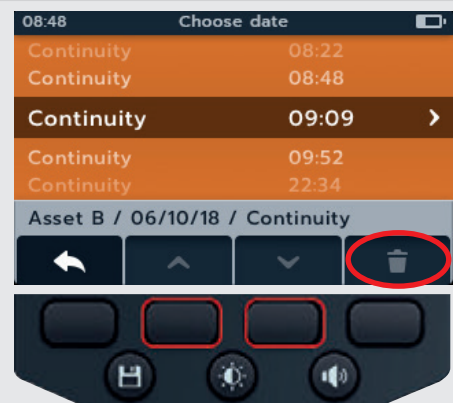 08:48 Choose date
Continuity 08:22
Continuity 08:48
Continuity 09:09
Continuity 09:52
Continuity 22:34
Asset B / 06/10/18 / Continuity